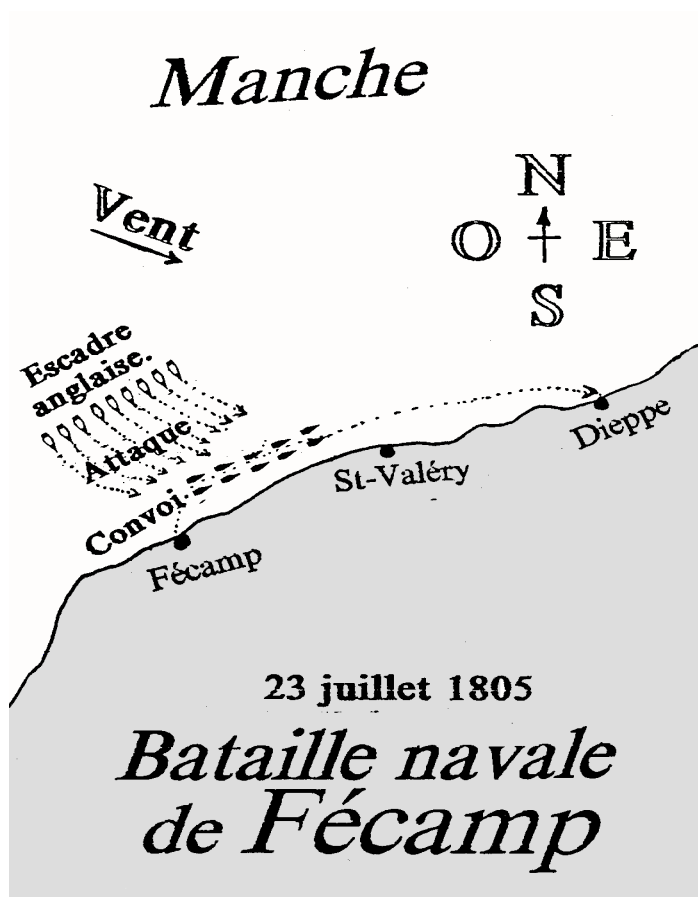 Manche
N
Vent
O E
S
Escadre
anglaise.
Attaque
Convoi
Dieppe
St-Valéry
Fécamp
23 juillet 1805
Bataille navale
de Fécamp